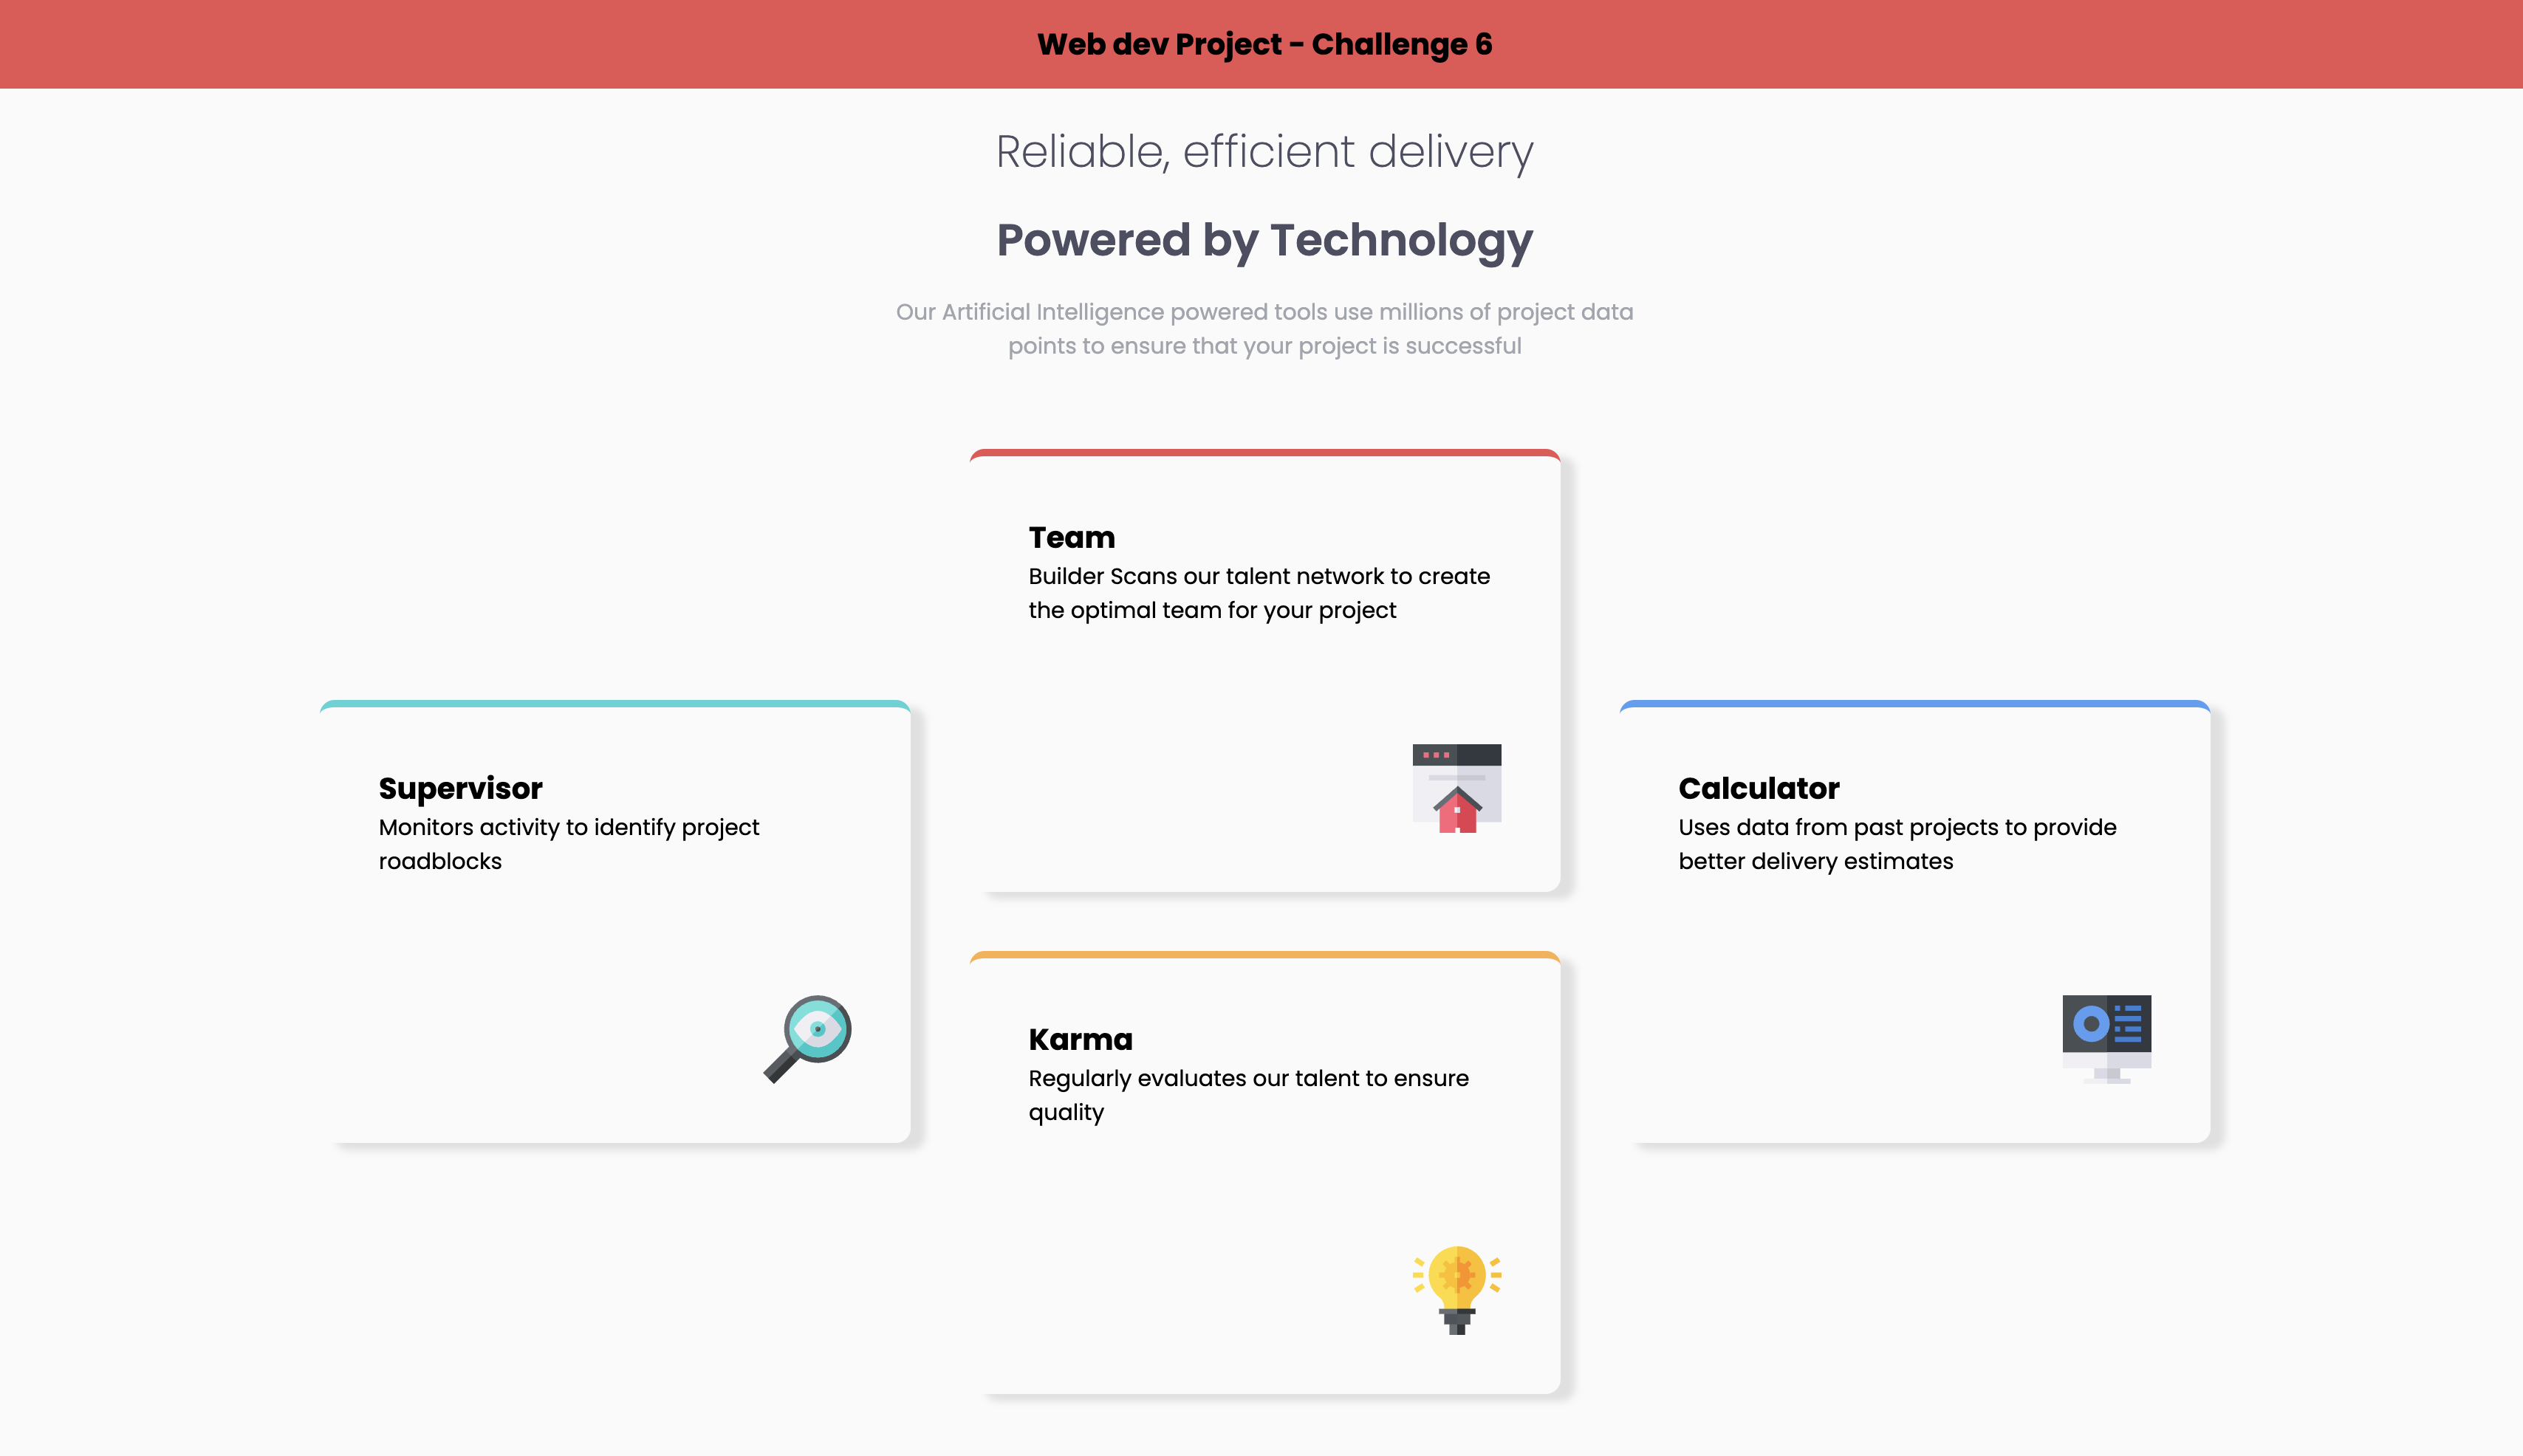 Web dev Project - Challenge 6
Reliable, efficient delivery
Powered by Technology
Our Artificial Intelligence powered tools use millions of project data
points to ensure that your project is successful
Team
Builder Scans our talent network to create
the optimal team for your project
Supervisor
Monitors activity to identify project
roadblocks
Calculator
Uses data from past projects to provide
better delivery estimates
Karma
Regularly evaluates our talent to ensure
quality